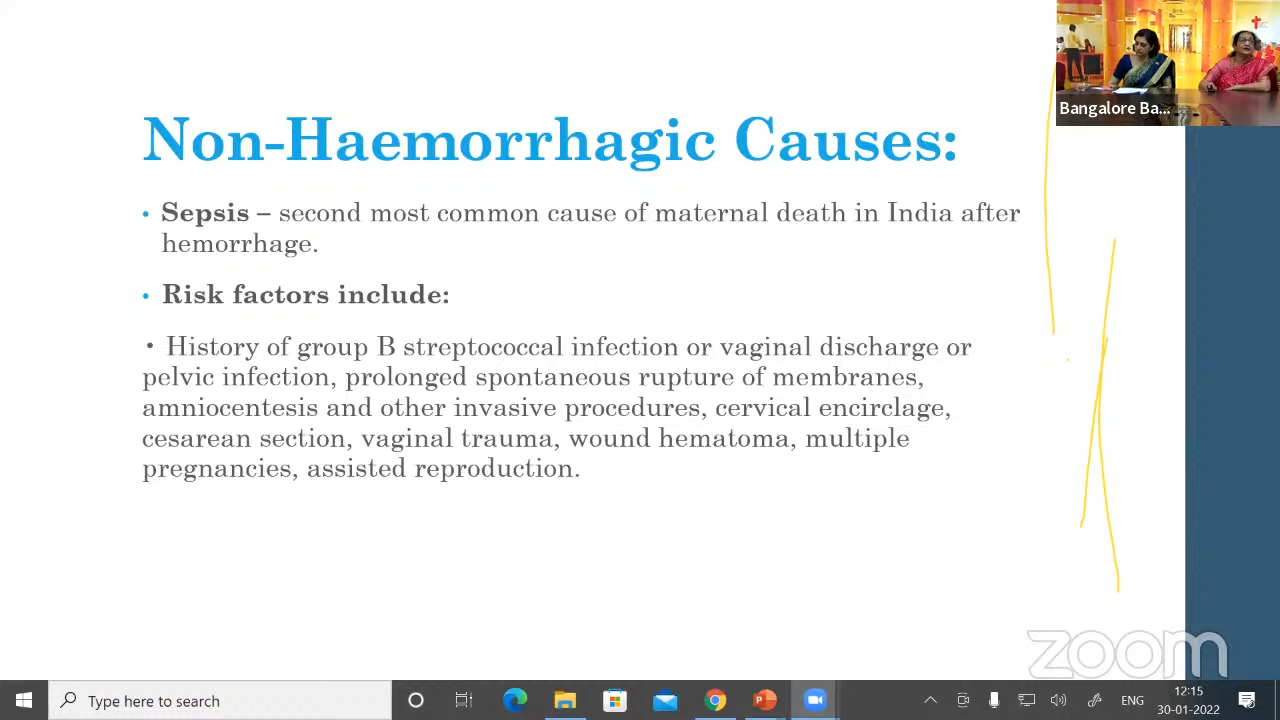 Bangalore Ba...
Non-Haemorrhagic Causes:
• Sepsis – second most common cause of maternal death in India after
hemorrhage.
• Risk factors include:
• History of group B streptococcal infection or vaginal discharge or
pelvic infection, prolonged spontaneous rupture of membranes,
amniocentesis and other invasive procedures, cervical encirclage,
cesarean section, vaginal trauma, wound hematoma, multiple
pregnancies, assisted reproduction.
zoom
Type here to search
ENG
12:15
30-01-2022